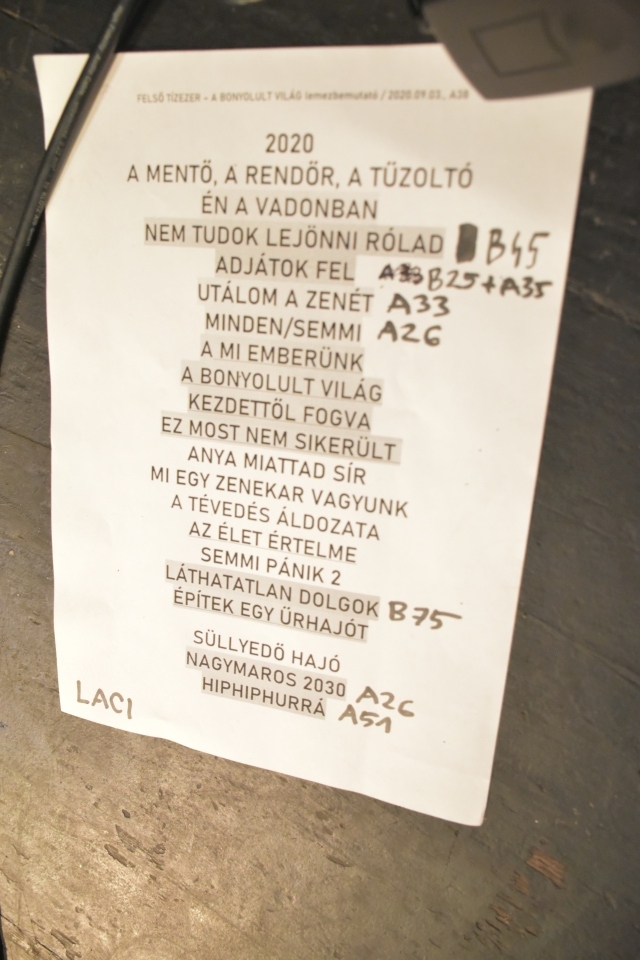 FELSŐ TÍZEZER – A BONYOLULT VILÁG lemezbemutató / 2020.09.03., A38
2020
A MENTŐ, A RENDŐR, A TŰZOLTÓ
ÉN A VADONBAN
NEM TUDOK LEJÖNNI RÓLAD B45
ADJÁTOK FEL A33 B25+A35
UTÁLOM A ZENÉT A33
MINDEN/SEMMI A26
A MI EMBERÜNK
A BONYOLULT VILÁG
KEZDETTŐL FOGVA
EZ MOST NEM SIKERÜLT
ANYA MIATTAD SÍR
MI EGY ZENEKAR VAGYUNK
A TÉVEDÉS ÁLDOZATA
AZ ÉLET ÉRTELME
SEMMI PÁNIK 2
LÁTHATATLAN DOLGOK B75
ÉPÍTEK EGY ŰRHAJÓT
SÜLLYEDŐ HAJÓ
NAGYMAROS 2030 A26
HIPHIPHURRÁ A51
LACI